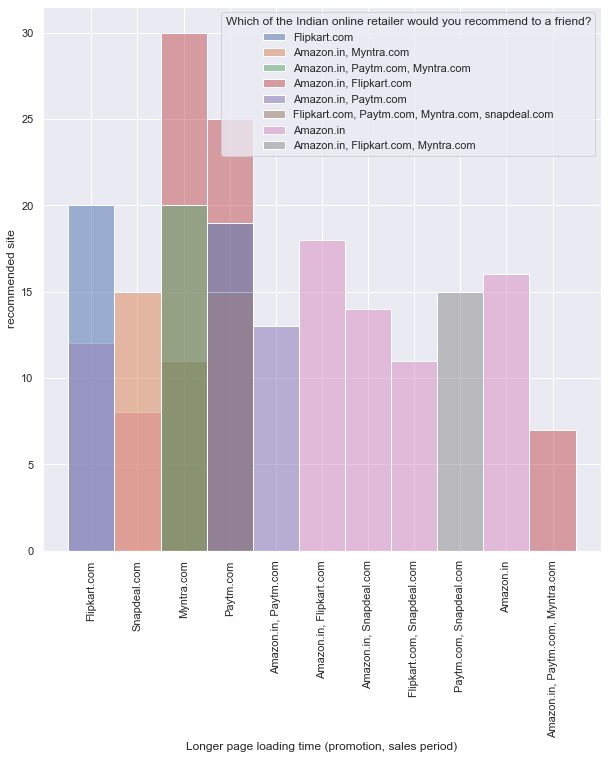 Which of the Indian online retailer would you recommend to a friend?
Flipkart.com
Amazon.in, Myntra.com
Amazon.in, Paytm.com, Myntra.com
Amazon.in, Flipkart.com
Amazon.in, Paytm.com
Flipkart.com, Paytm.com, Myntra.com, snapdeal.com
Amazon.in
Amazon.in, Flipkart.com, Myntra.com
30
25
20
15
10
5
0
recommended site
Flipkart.com
Snapdeal.com
Myntra.com
Paytm.com
Amazon.in, Paytm.com
Amazon.in, Flipkart.com
Amazon.in, Snapdeal.com
Flipkart.com, Snapdeal.com
Paytm.com, Snapdeal.com
Amazon.in
Amazon.in, Paytm.com, Myntra.com
Longer page loading time (promotion, sales period)